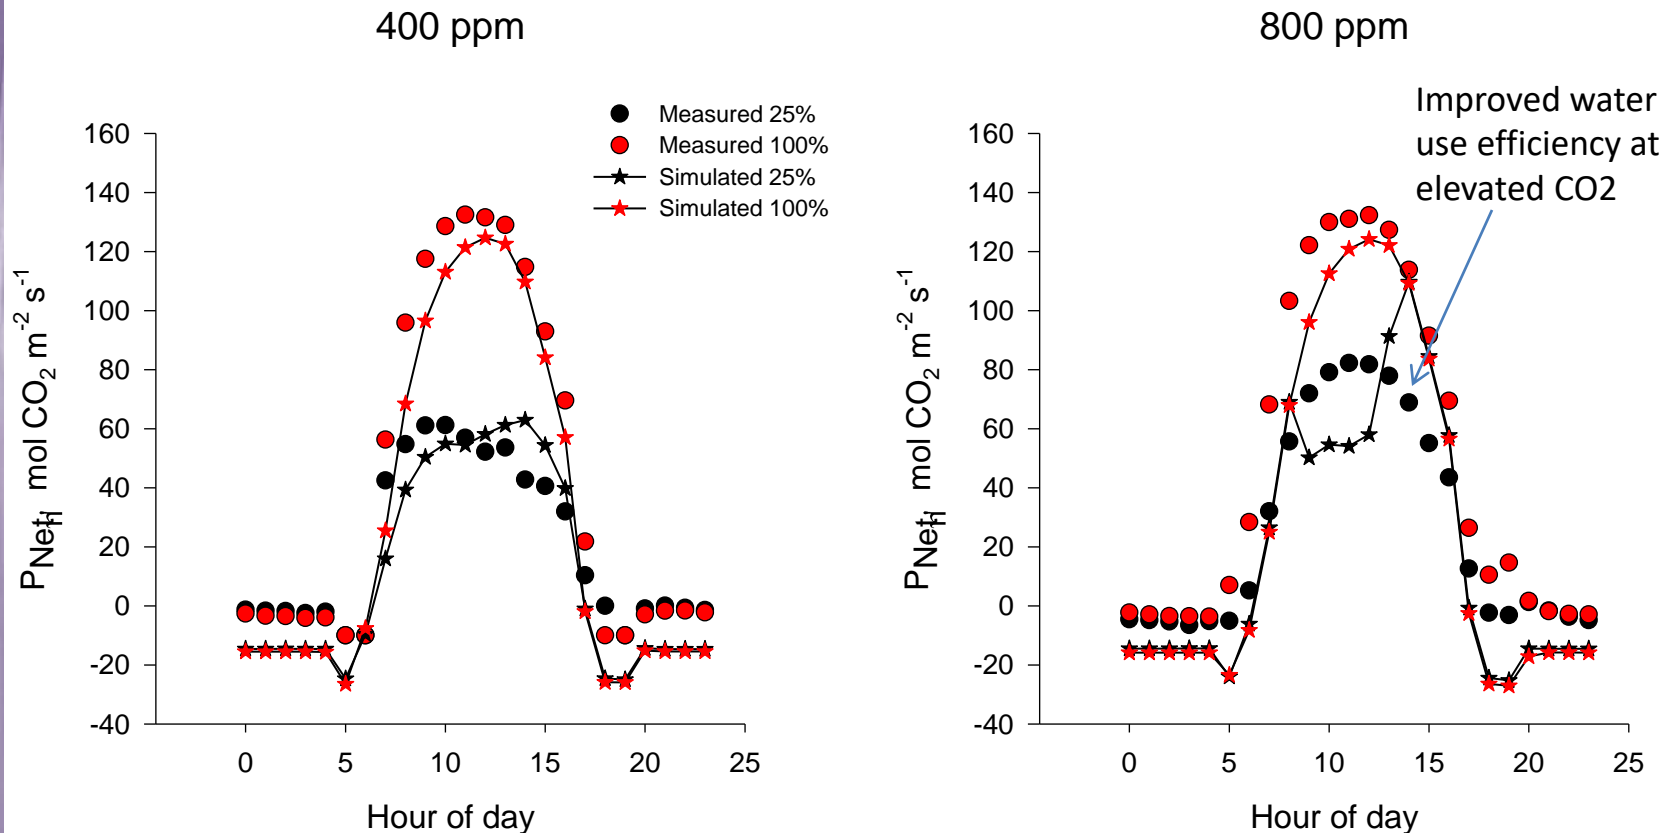 400 ppm
800 ppm
Measured 25%
Measured 100%
Simulated 25%
Simulated 100%
Improved water
use efficiency at
elevated CO2
160
140
120
100
80
60
40
20
0
-20
-40
mol CO2 m-2 s-1
0 5 10 15 20 25
Hour of day
160
140
120
100
80
60
40
20
0
-20
-40
mol CO2 m-2 s-1
0 5 10 15 20 25
Hour of day